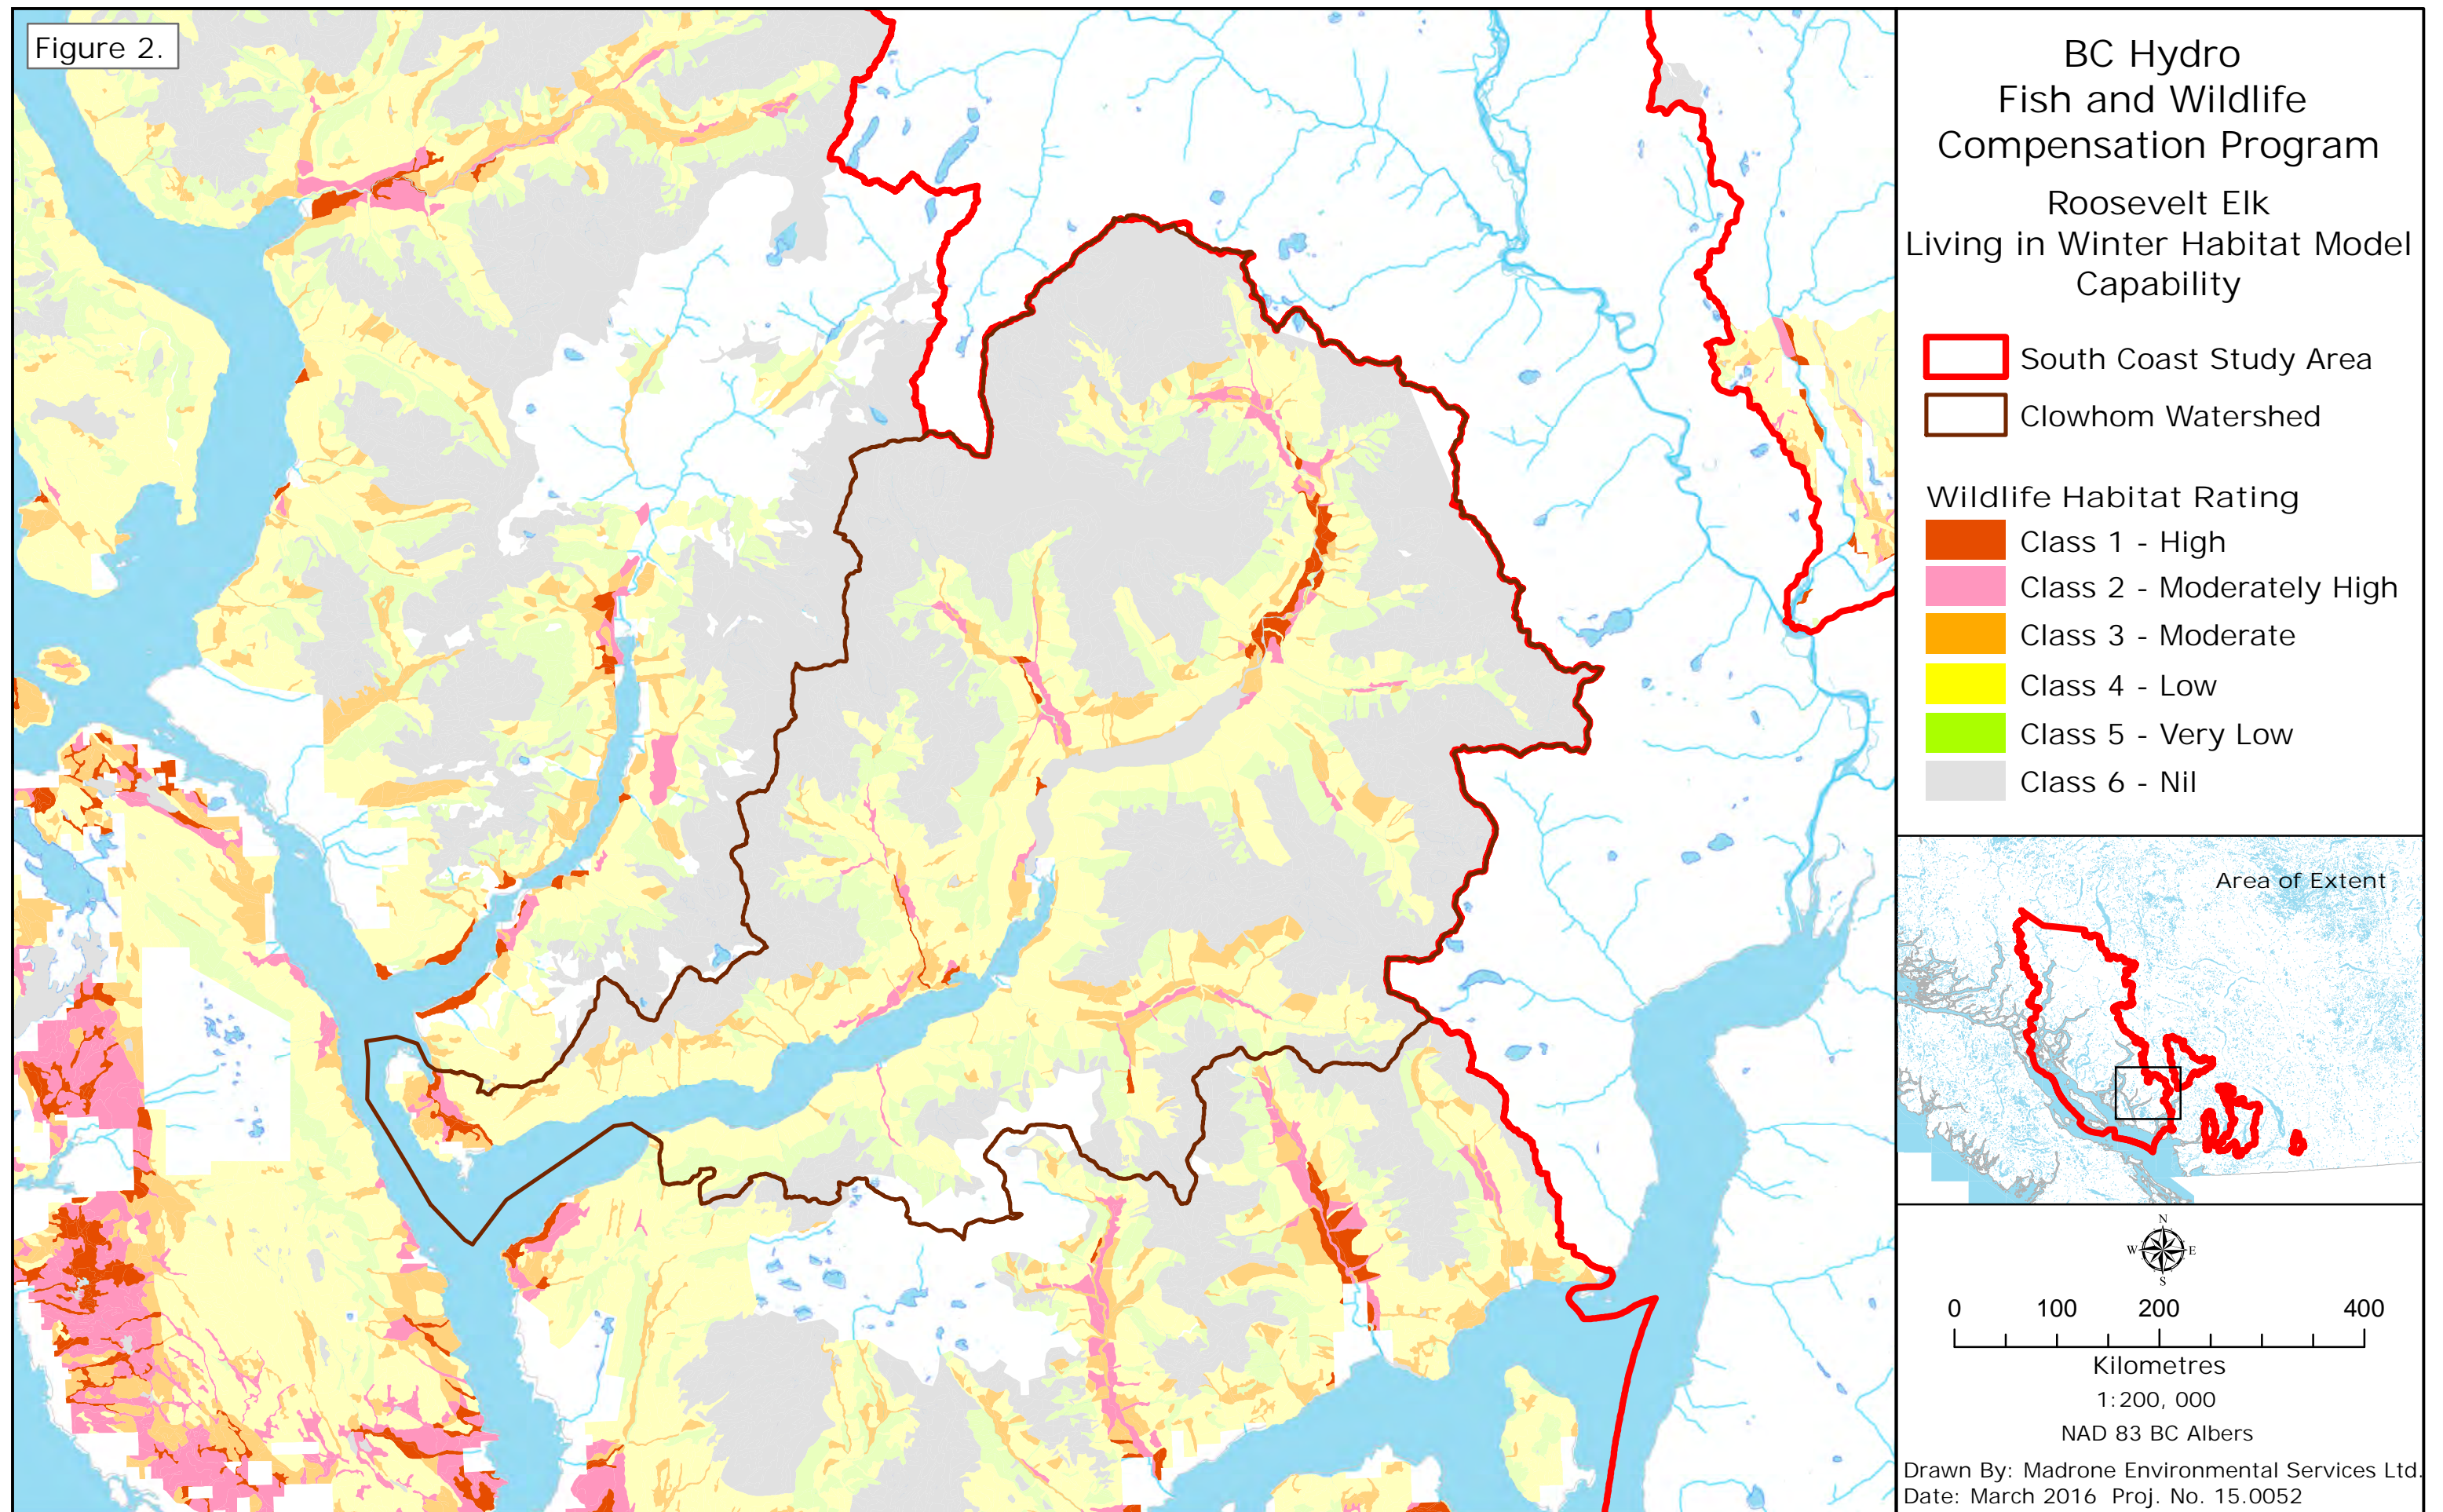 Figure 2.
BC Hydro
Fish and Wildlife
Compensation Program
Roosevelt Elk
Living in Winter Habitat Model
Capability
South Coast Study Area
Clowhom Watershed
Wildlife Habitat Rating
Class 1 - High
Class 2 - Moderately High
Class 3 - Moderate
Class 4 - Low
Class 5 - Very Low
Class 6 - Nil
Area of Extent
N
W E
S
0 100 200 400
Kilometres
1:200, 000
NAD 83 BC Albers
Drawn By: Madrone Environmental Services Ltd.
Date: March 2016 Proj. No. 15.0052